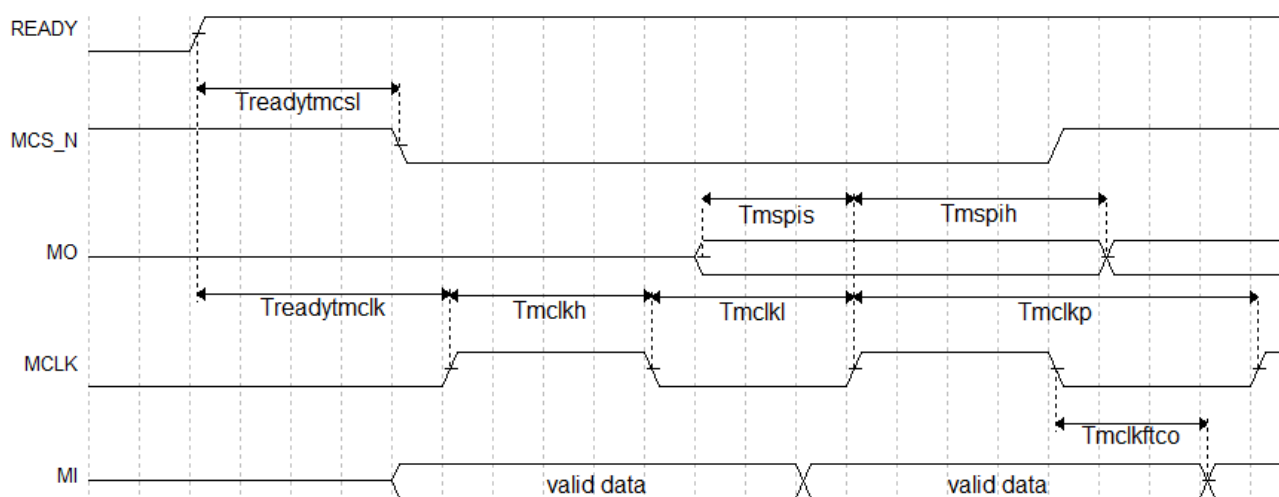 READY
Treadytmcsl
MCS_N
Tmspis Tmspih
MO
Treadytmclk Tmclkh Tmclkl Tmclkp
MCLK
Tmclkftco
MI valid data valid data